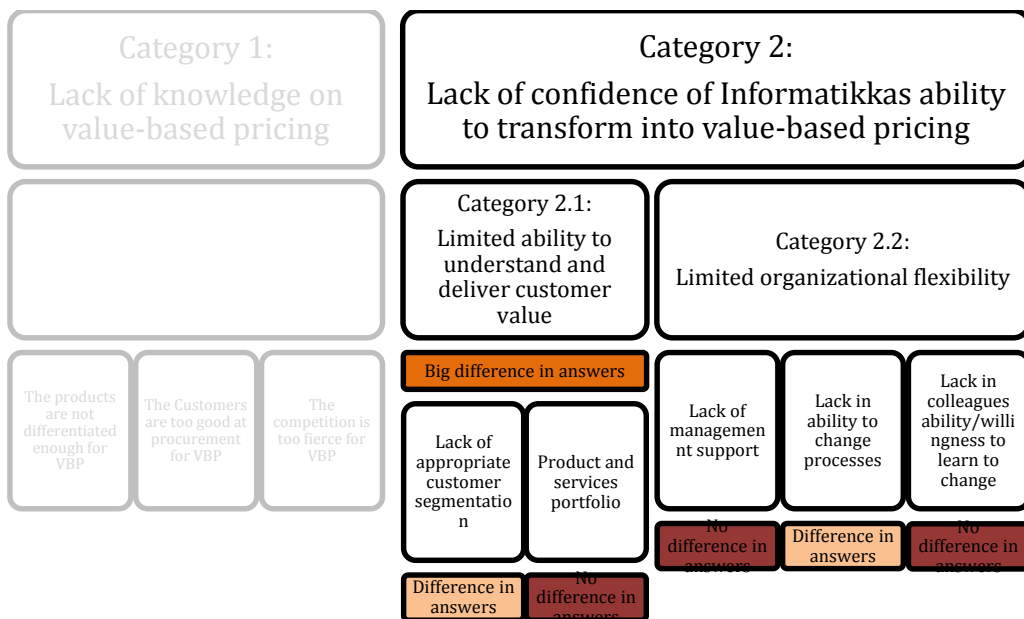 Category 1:
Lack of knowledge on
value-based pricing
Category 2:
Lack of confidence of Informatikkas ability
to transform into value-based pricing
Category 2.1:
Limited ability to
understand and
deliver customer
value
Category 2.2:
Limited organizational flexibility
The products
are not
differentiated
enough for
VBP
The Customers
are too good at
procurement
for VBP
The
competition is
too fierce for
VBP
Big difference in answers
Lack of
appropriate
customer
segmentatio
n
Product and
services
portfolio
Lack of
managemen
nt support
Lack in
ability to
change
processes
Lack in
colleagues
ability/willi
ngness to
learn to
change
Difference in
answers
No
difference in
answers
No
difference in
answers
Difference in
answers
No
difference in
answers